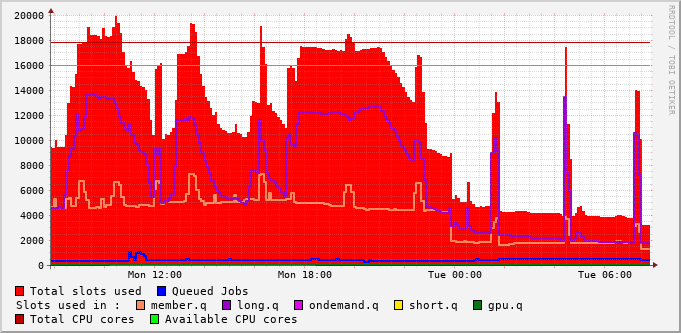 20000
18000
16000
14000
12000
10000
8000
6000
4000
2000
0
Mon 12:00 Mon 18:00 Tue 00:00 Tue 06:00
RRDTOOL / TOBI OETIKER
Total slots used Queued Jobs
Slots used in : member.q long.q ondemand.q short.q gpu.q
Total CPU cores Available CPU cores